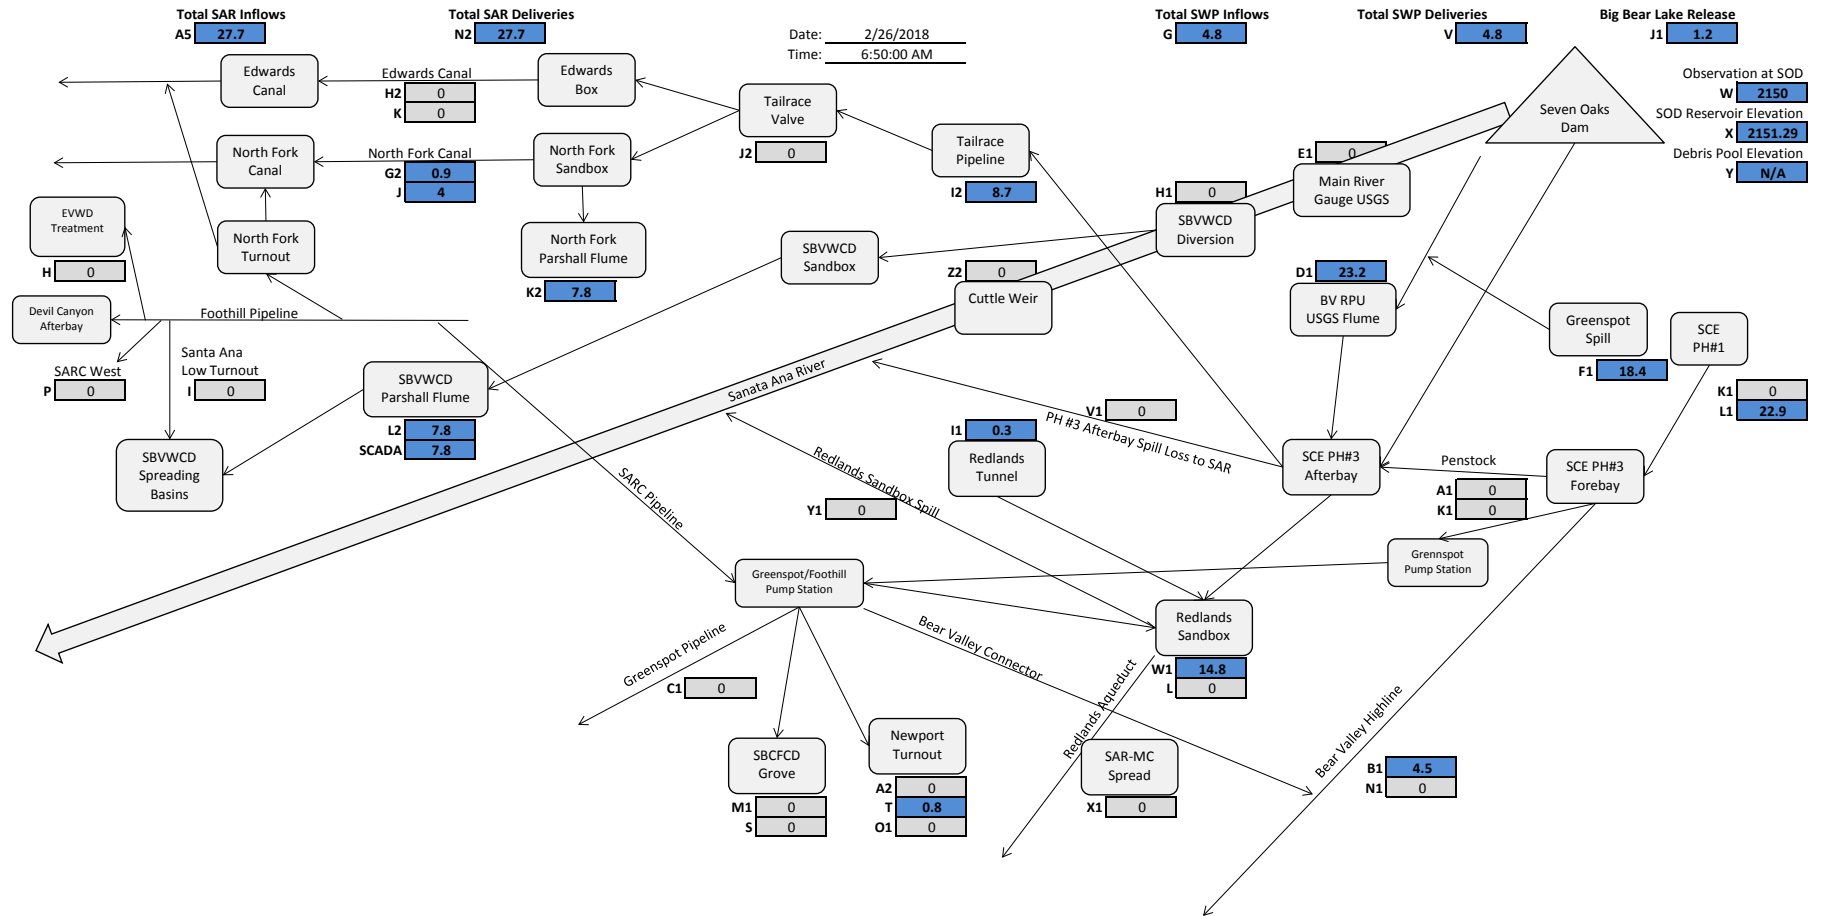 Total SAR Inflows
A5 27.7
Total SAR Deliveries
N2 27.7
Date: 2/26/2018
Time: 6:50:00 AM
Total SWP Inflows
G 4.8
Total SWP Deliveries
V 4.8
Big Bear Lake Release
J1 1.2
Observation at SOD
W 2150
SOD Reservoir Elevation
X 2151.29
Debris Pool Elevation
Y N/A
Seven Oaks
Dam
Edwards
Canal
Edwards Canal
H2 0
K 0
Edwards
Box
Tailrace
Valve
J2 0
Tailrace
Pipeline
I2 8.7
North Fork
Canal
North Fork Canal
G2 0.9
J 4
North Fork
Sandbox
E1 0
Main River
Gauge USGS
H1 0
SBVWCD
Diversion
EVWD
Treatment
H 0
North Fork
Turnout
North Fork
Parshall Flume
K2 7.8
SBVWCD
Sandbox
Z2 0
Cuttle Weir
D1 23.2
BV RPU
USGS Flume
Greenspot
Spill
F1 18.4
SCE
PH#1
K1 0
L1 22.9
Devil Canyon
Afterbay
Foothill Pipeline
SARC West
P 0
Santa Ana
Low Turnout
I 0
SBVWCD
Parshall Flume
L2 7.8
SCADA 7.8
Sanata Ana River
V1 0
PH #3 Afterbay Spill Loss to SAR
I1 0.3
Redlands
Tunnel
SCE PH#3
Afterbay
Penstock
A1 0
K1 0
SCE PH#3
Forebay
SBVWCD
Spreading
Basins
SARC Pipeline
Redlands Sandbox Spill
Y1 0
Grennspot
Pump Station
Greenspot/Foothill
Pump Station
Redlands
Sandbox
W1 14.8
L 0
Greenspot Pipeline
C1 0
Bear Valley Connector
Redlands Aqueduct
Bear Valley Highline
SBCFCD
Grove
M1 0
S 0
Newport
Turnout
A2 0
T 0.8
O1 0
SAR-MC
Spread
X1 0
B1 4.5
N1 0